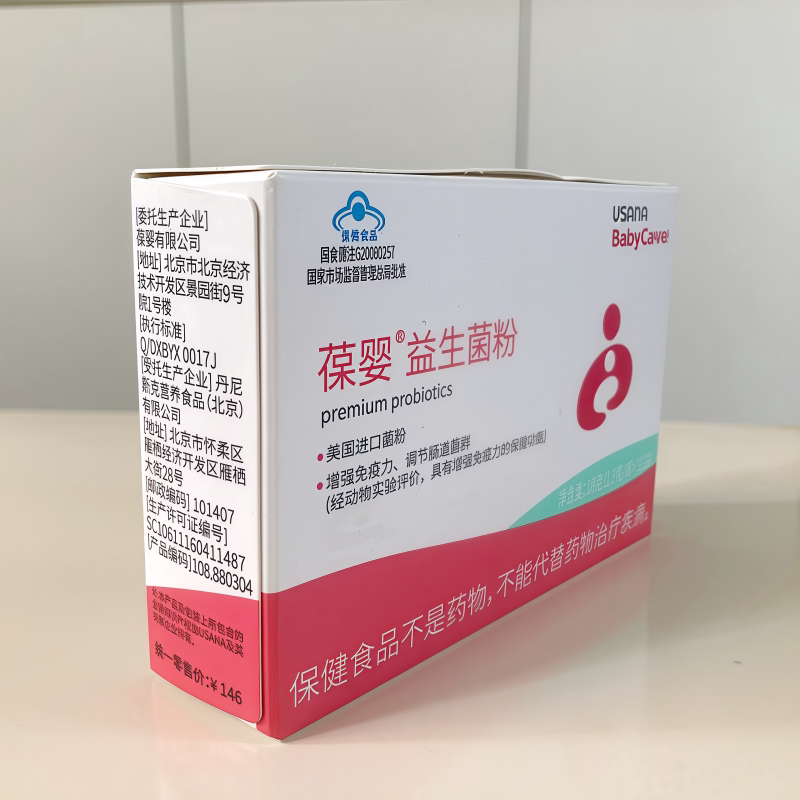 [委托生产企业]
葆婴有限公司
[地址] 北京市北京经济
技术开发区景园街9号
院1号楼
[执行标准]
Q/DXBYX 0017J
[受托生产企业] 丹尼
斯克营养食品（北京）
有限公司
[地址] 北京市怀柔区
雁栖经济开发区雁栖
大街28号
[邮政编码] 101407
[生产许可证编号]
SC10611160411487
[产品编码]108.880304
统一零售价:¥146
保健食品
国食健注G20080257
国家市场监督管理总局批准
USANA
葆婴®益生菌粉
premium probiotics
•美国进口菌粉
•增强免疫力、调节肠道菌群
(经动物实验评价，具有增强免疫力的保健功能)
保健食品不是药物，不能代替药物治疗疾病。